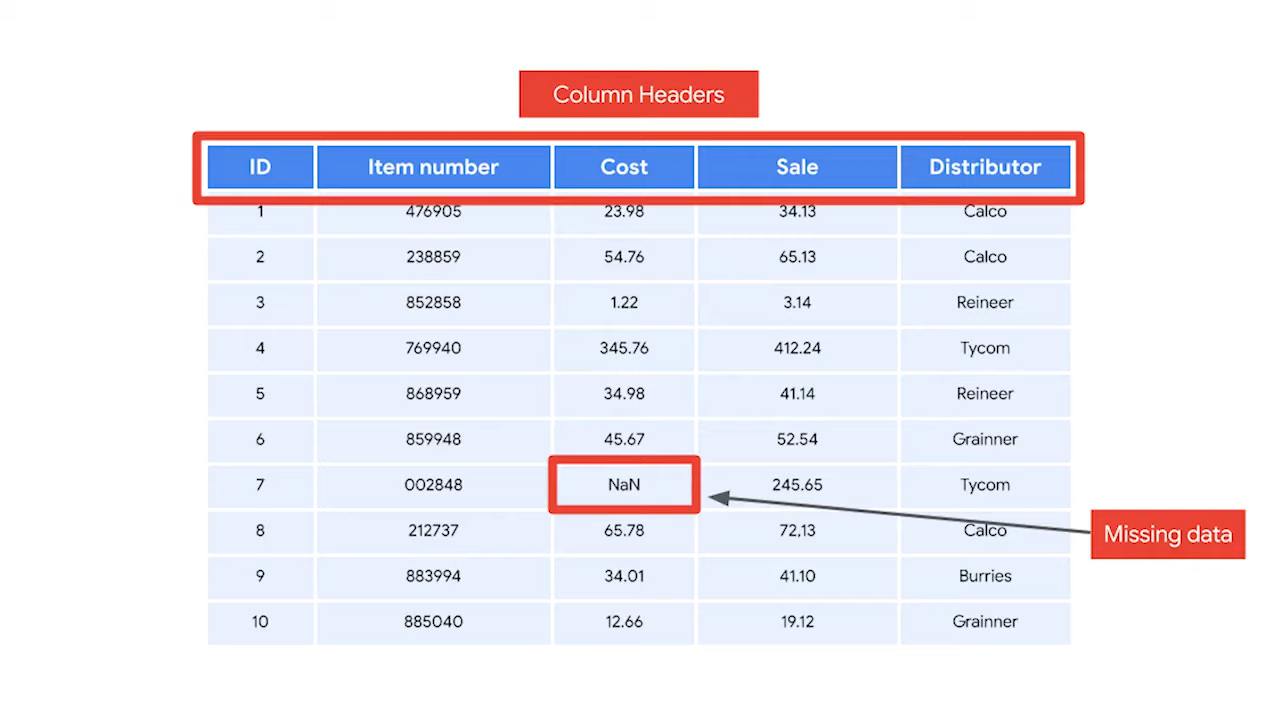 Column Headers
ID Item number Cost Sale Distributor
1 476905 23.98 34.13 Calco
2 238859 54.76 65.13 Calco
3 852858 1.22 3.14 Reineer
4 769940 345.76 412.24 Tycom
5 868959 34.98 41.14 Reineer
6 859948 45.67 52.54 Grainner
7 002848 NaN 245.65 Tycom
8 212737 65.78 72,13 Calco
Missing data
9 883994 34.01 41.10 Burries
10 885040 12.66 19.12 Grainner